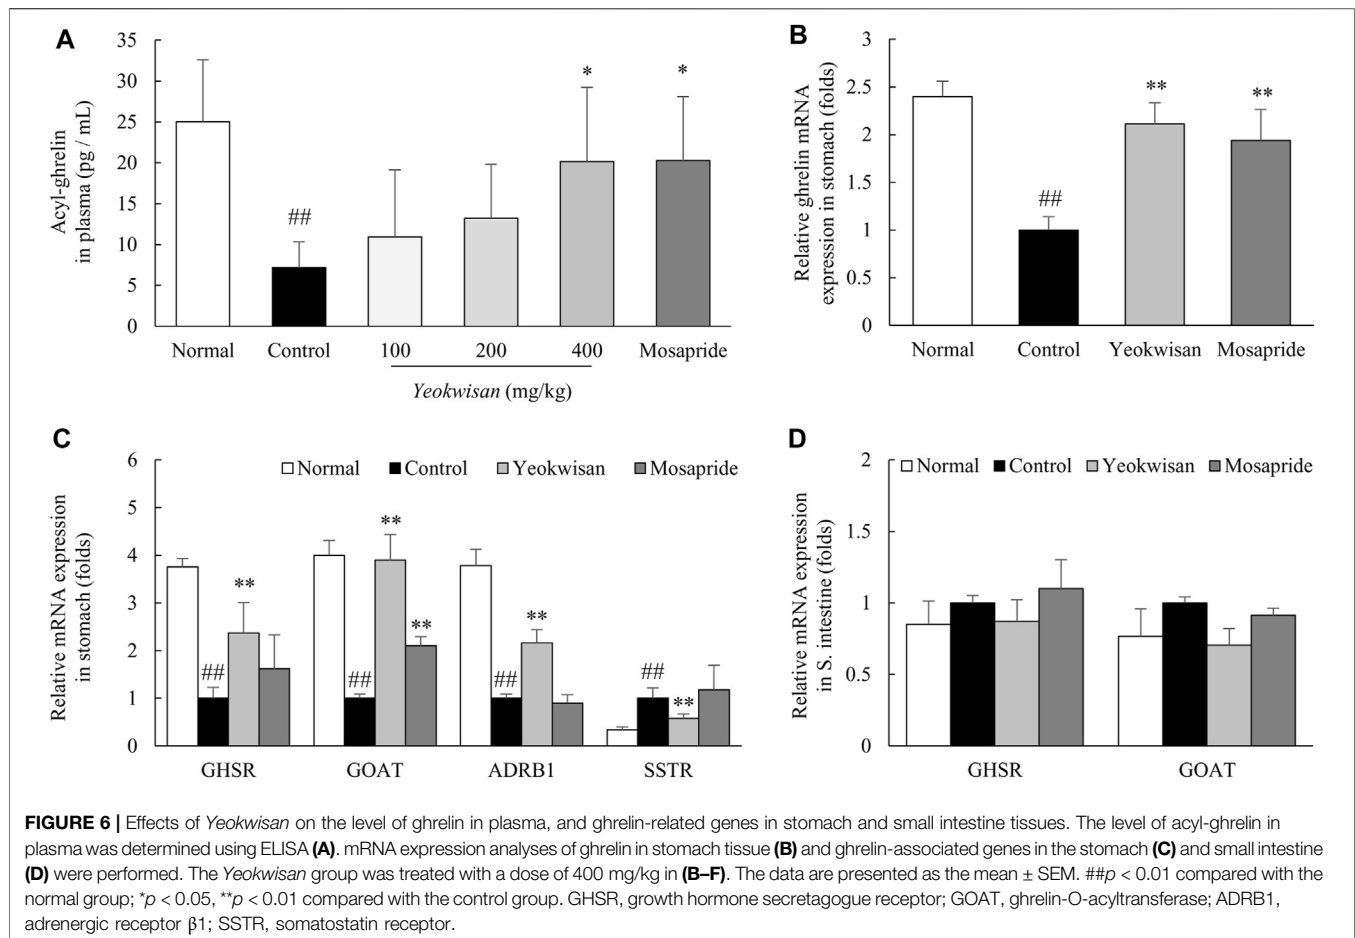 A
Acyl-ghrelin
in plasma (pg / mL)
35
30
25
20
15
10
5
0
##
*
*
Normal
Control
100
200
400
Mosapride
Yeokwisan (mg/kg)
B
Relative ghrelin mRNA
expression in stomach (folds)
3
2.5
2
1.5
1
0.5
0
##
**
**
Normal
Control
Yeokwisan
Mosapride
C
Relative mRNA expression
in stomach (folds)
6
5
4
3
2
1
0
Normal
Control
Yeokwisan
Mosapride
##
**
##
**
**
##
**
##
**
GHSR
GOAT
ADRB1
SSTR
D
Relative mRNA expression
in S. intestine (folds)
2
1.5
1
0.5
0
Normal
Control
Yeokwisan
Mosapride
GHSR
GOAT
FIGURE 6 | Effects of Yeokwisan on the level of ghrelin in plasma, and ghrelin-related genes in stomach and small intestine tissues. The level of acyl-ghrelin in
plasma was determined using ELISA (A). mRNA expression analyses of ghrelin in stomach tissue (B) and ghrelin-associated genes in the stomach (C) and small intestine
(D) were performed. The Yeokwisan group was treated with a dose of 400 mg/kg in (B–F). The data are presented as the mean ± SEM. ##p < 0.01 compared with the
normal group; *p < 0.05, **p < 0.01 compared with the control group. GHSR, growth hormone secretagogue receptor; GOAT, ghrelin-O-acyltransferase; ADRB1,
adrenergic receptor β1; SSTR, somatostatin receptor.